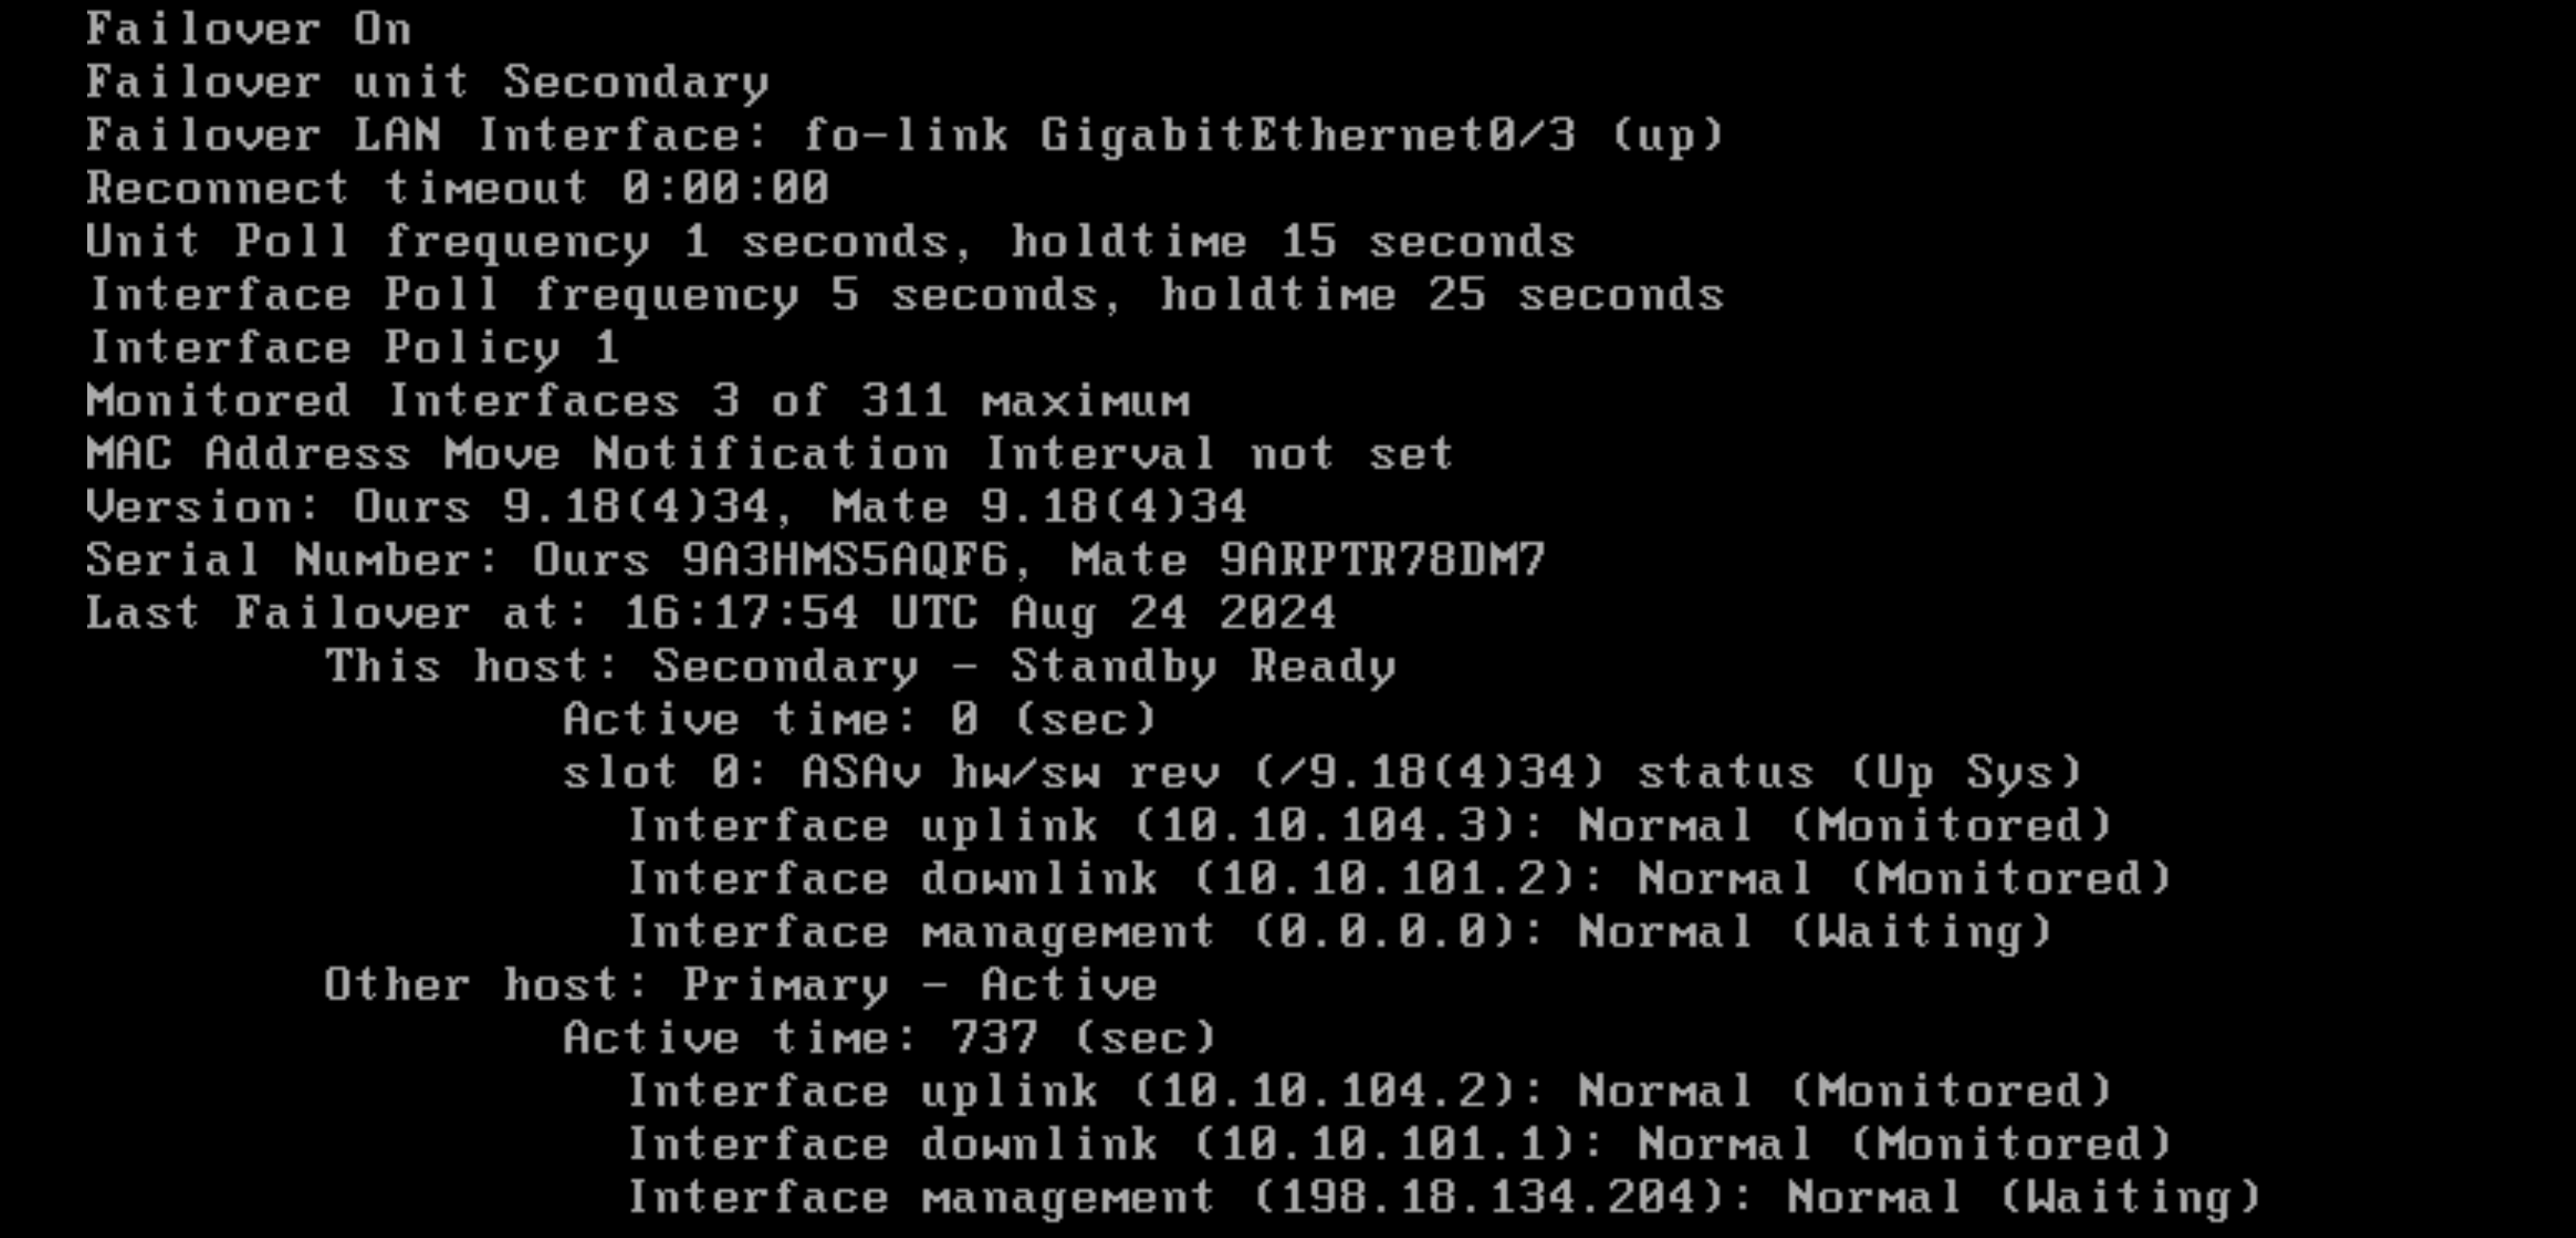 Failover On
Failover unit Secondary
Failover LAN Interface: fo-link GigabitEthernet0/3 (up)
Reconnect timeout 0:00:00
Unit Poll frequency 1 seconds, holdtime 15 seconds
Interface Poll frequency 5 seconds, holdtime 25 seconds
Interface Policy 1
Monitored Interfaces 3 of 311 maximum
MAC Address Move Notification Interval not set
Version: Ours 9.18(4)34, Mate 9.18(4)34
Serial Number: Ours 9A3HMS5AQF6, Mate 9ARPTR78DM7
Last Failover at: 16:17:54 UTC Aug 24 2024
This host: Secondary - Standby Ready
Active time: 0 (sec)
slot 0: ASAv hw/sw rev (/9.18(4)34) status (Up Sys)
Interface uplink (10.10.104.3): Normal (Monitored)
Interface downlink (10.10.101.2): Normal (Monitored)
Interface management (0.0.0.0): Normal (Waiting)
Other host: Primary - Active
Active time: 737 (sec)
Interface uplink (10.10.104.2): Normal (Monitored)
Interface downlink (10.10.101.1): Normal (Monitored)
Interface management (198.18.134.204): Normal (Waiting)